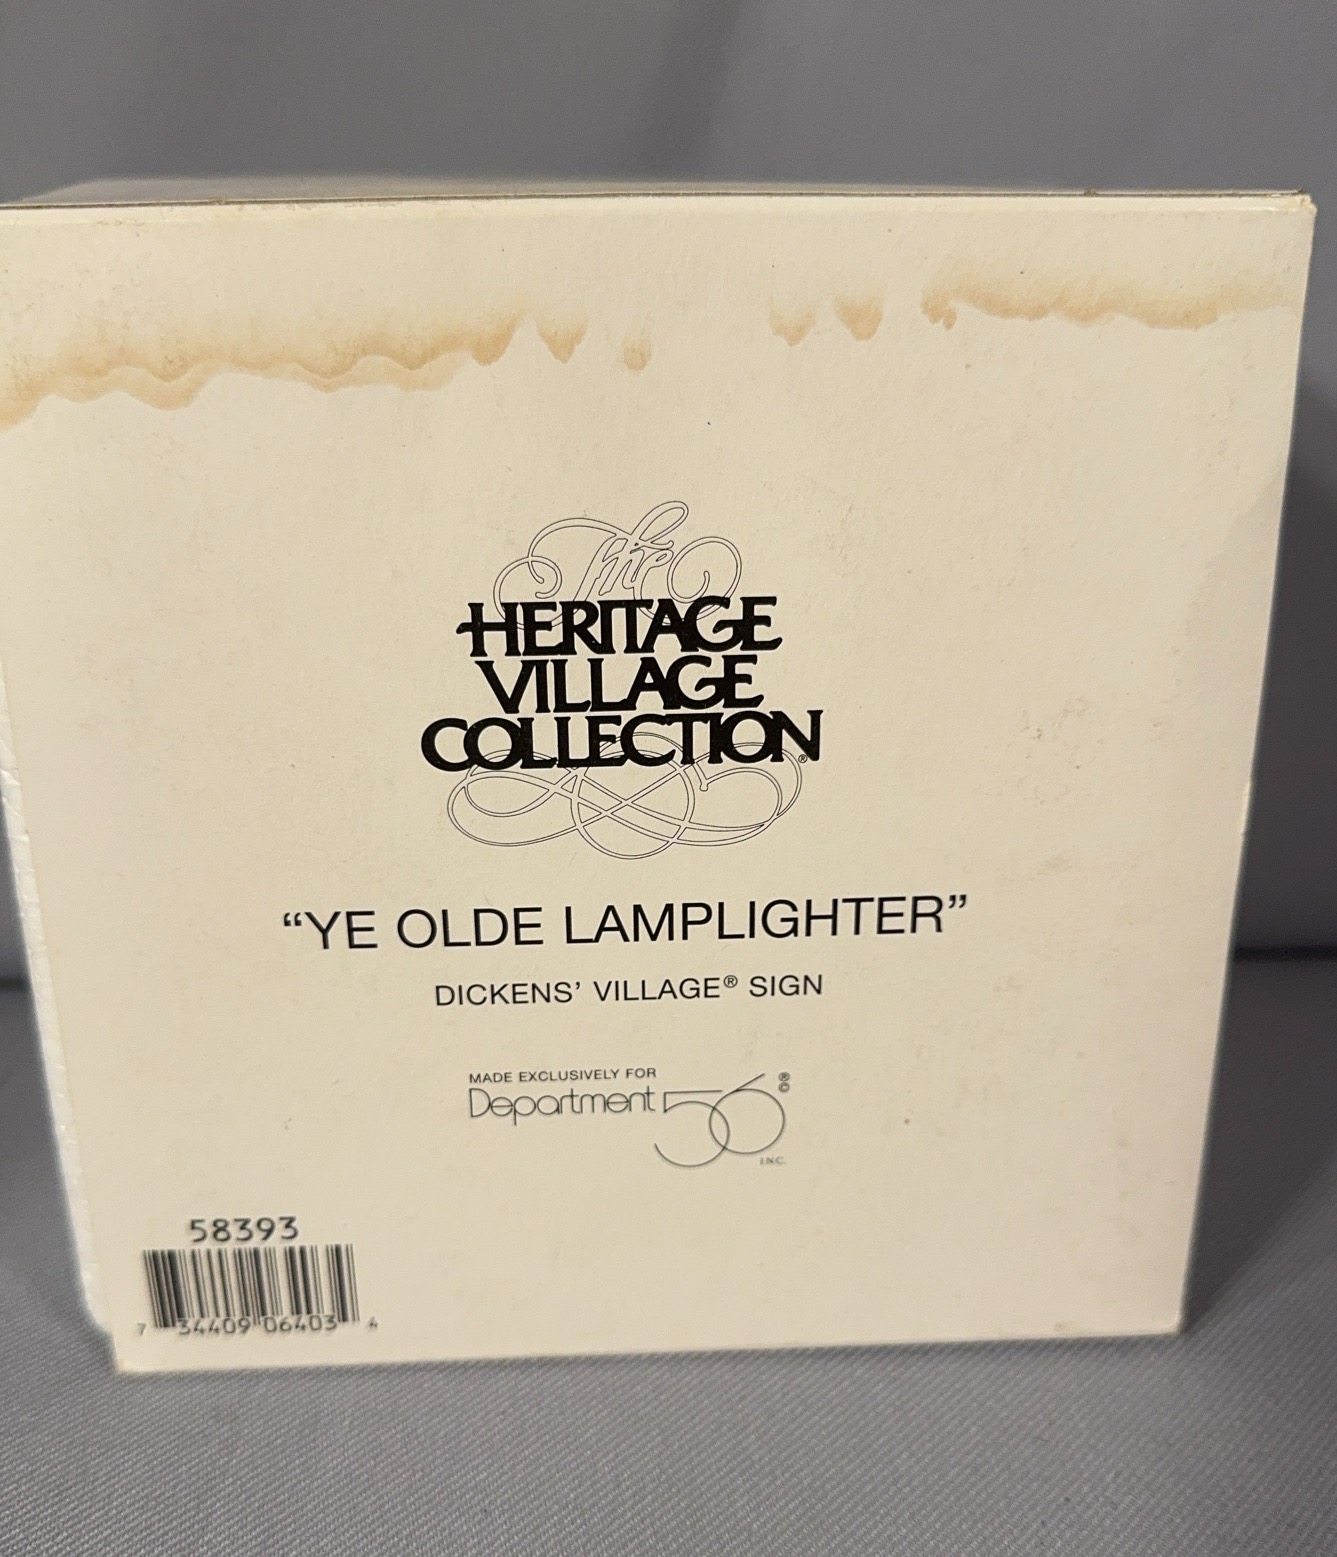 The
HERITAGE
VILLAGE
COLLECTION®
“YE OLDE LAMPLIGHTER”
DICKENS’ VILLAGE® SIGN
MADE EXCLUSIVELY FOR
Department 56 ®©
INC.
58393
7 34409 06403 4